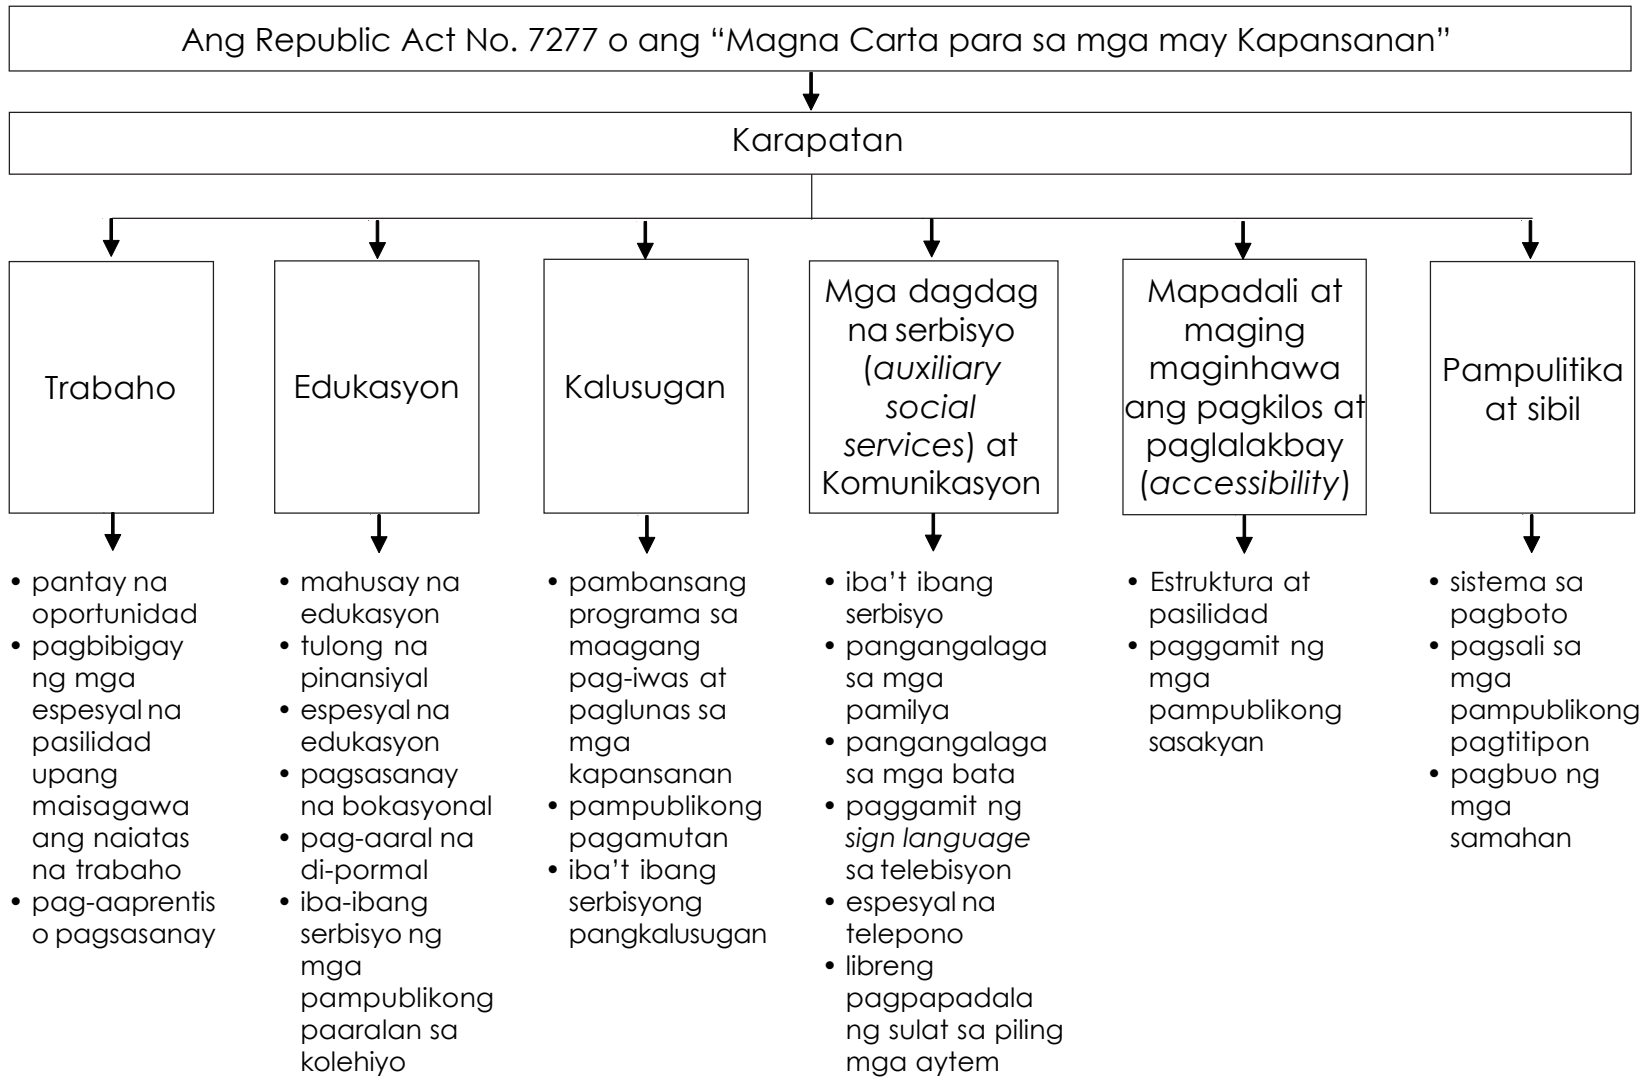 Ang Republic Act No. 7277 o ang “Magna Carta para sa mga may Kapansanan”
Karapatan
Trabaho
• pantay na
oportunidad
• pagbibigay
ng mga
espesyal na
pasilidad
upang
maisagawa
ang naiatas
na trabaho
• pag-aaprentis
o pagsasanay
Edukasyon
• mahusay na
edukasyon
• tulong na
pinansiyal
• espesyal na
edukasyon
• pagsasanay
na bokasyonal
• pag-aaral na
di-pormal
• iba-ibang
serbisyo ng
mga
pampublikong
paaralan sa
kolehiyo
Kalusugan
• pambansang
programa sa
maagang
pag-iwas at
paglunas sa
mga
kapansanan
• pampublikong
pagamutan
• iba’t ibang
serbisyong
pangkalusugan
Mga dagdag
na serbisyo
(auxiliary
social
services) at
Komunikasyon
• iba’t ibang
serbisyo
• pangangalaga
sa mga
pamilya
• pangangalaga
sa mga bata
• paggamit ng
sign language
sa telebisyon
• espesyal na
telepono
• libreng
pagpapadala
ng sulat sa piling
mga aytem
Mapadali at
maging
maginhawa
ang pagkilos at
paglalakbay
(accessibility)
• Estruktura at
pasilidad
• paggamit ng
mga
pampublikong
sasakyan
Pampulitika
at sibil
• sistema sa
pagboto
• pagsali sa
mga
pampublikong
pagtitipon
• pagbuo ng
mga
samahan